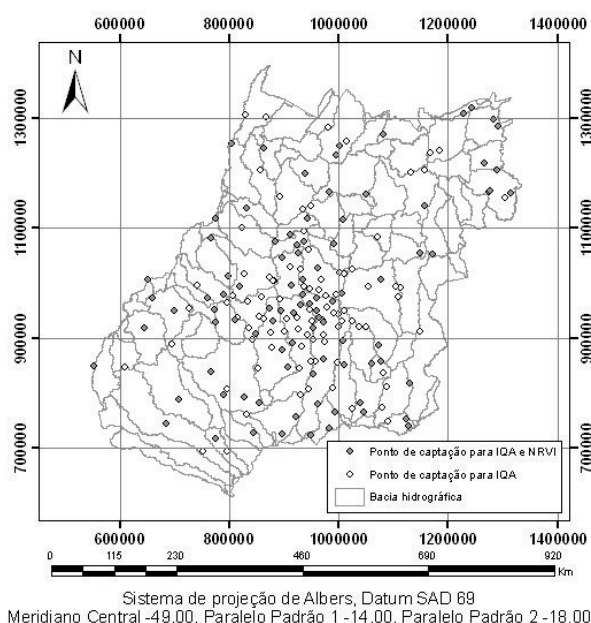 600000 800000 1000000 1200000 1400000
N
1300000 1300000
1100000 1100000
900000 900000
700000 700000
Ponto de captação para IQA e NRVI
Ponto de captação para IQA
Bacia hidrográfica
600000 800000 1000000 1200000 1400000
0 115 230 460 690 920
Km
Sistema de projeção de Albers, Datum SAD 69
Meridiano Central -49.00, Paralelo Padrão 1 -14.00, Paralelo Padrão 2 -18.00